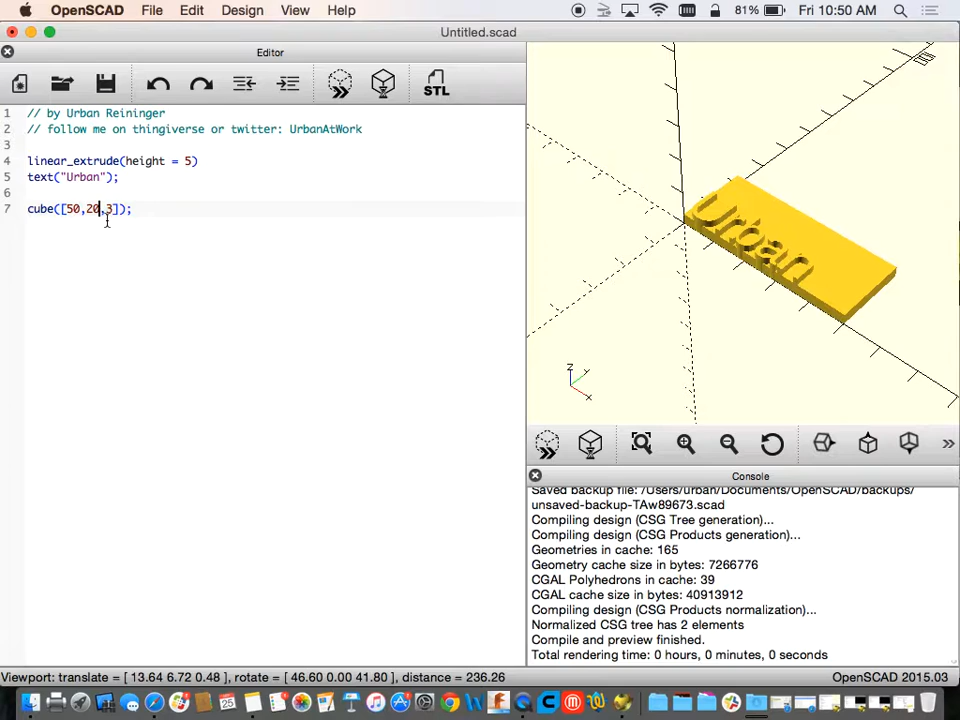 OpenSCAD File Edit Design View Help 81% Fri 10:50 AM
Untitled.scad
Editor
STL
1 // by Urban Reininger
2 // follow me on thingiverse or twitter: UrbanAtWork
3
4 linear_extrude(height = 5)
5 text("Urban");
6
7 cube([50,20,3]);
Urban
10
Z
Y
X
»
Console
Saved backup file: /Users/urban/Documents/OpenSCAD/backups/
unsaved-backup-TAw89673.scad
Compiling design (CSG Tree generation)...
Compiling design (CSG Products generation)...
Geometries in cache: 165
Geometry cache size in bytes: 7266776
CGAL Polyhedrons in cache: 39
CGAL cache size in bytes: 40913912
Compiling design (CSG Products normalization)...
Normalized CSG tree has 2 elements
Compile and preview finished.
Total rendering time: 0 hours, 0 minutes, 0 seconds
Viewport: translate = [ 13.64 6.72 0.48 ], rotate = [ 46.60 0.00 41.80 ], distance = 236.26 OpenSCAD 2015.03